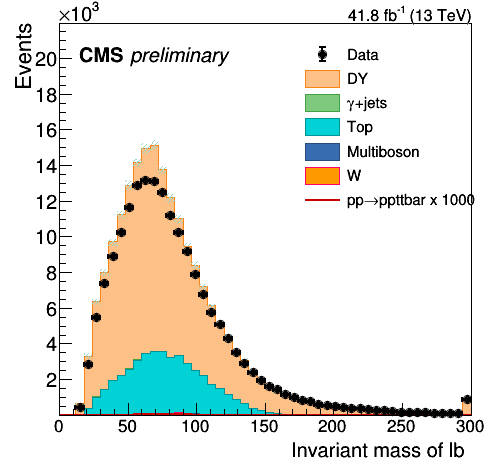 ×10³
41.8 fb⁻¹ (13 TeV)
Events
CMS preliminary
Data
DY
γ+jets
Top
Multiboson
W
pp→ppttbar x 1000
20
18
16
14
12
10
8
6
4
2
0 50 100 150 200 250 300
Invariant mass of lb